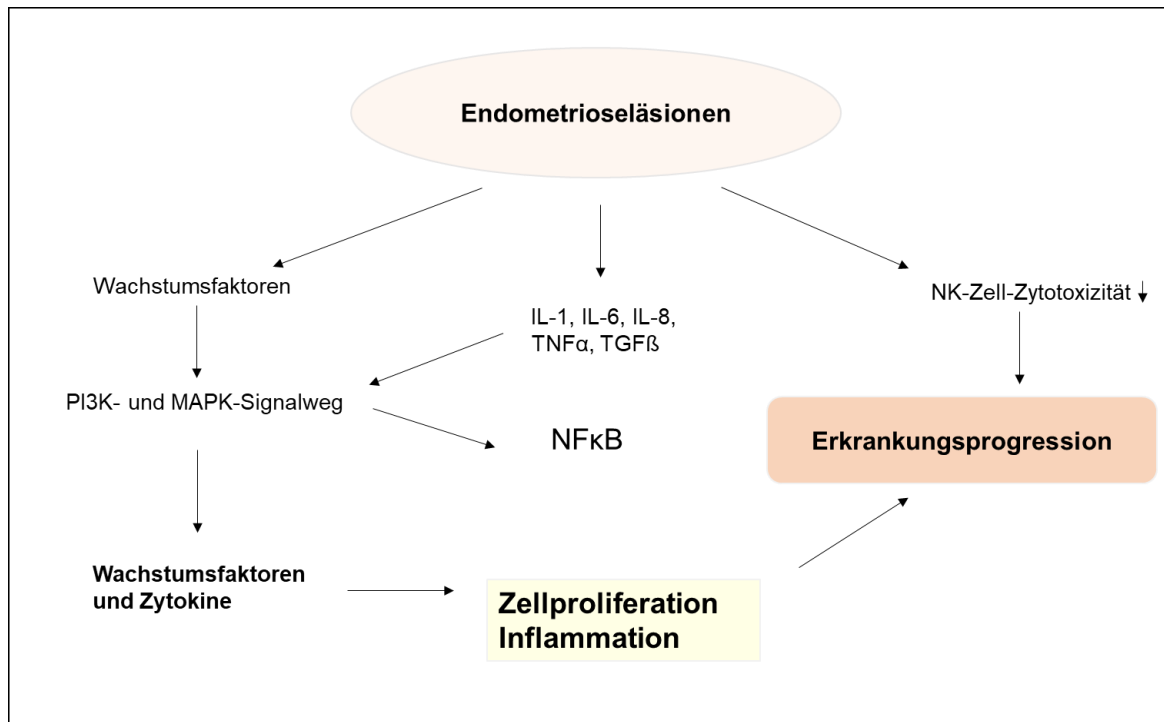 Endometrioseläsionen
Wachstumsfaktoren
IL-1, IL-6, IL-8,
TNFα, TGFß
NK-Zell-Zytotoxizität ↓
PI3K- und MAPK-Signalweg
NFκB
Erkrankungsprogression
Wachstumsfaktoren
und Zytokine
Zellproliferation
Inflammation